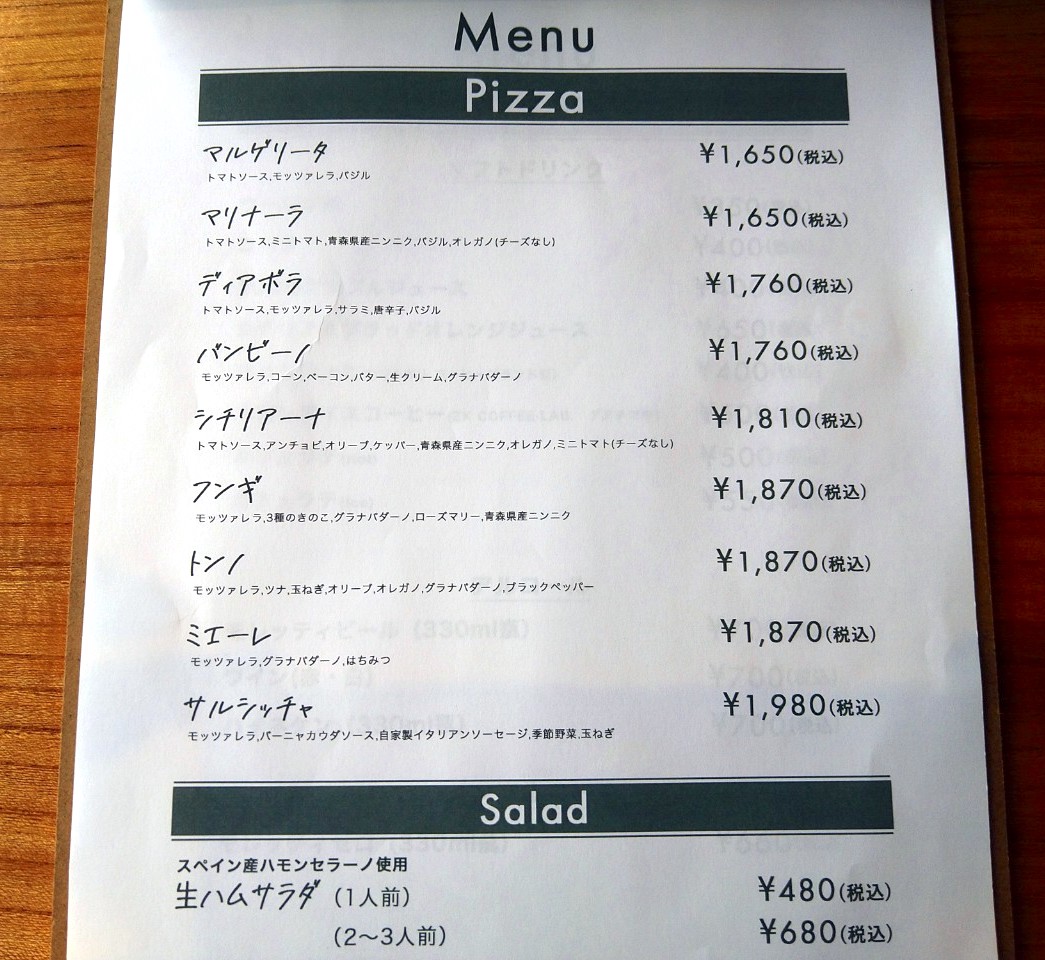 Menu
Pizza
マルゲリータ ¥1,650(税込)
トマトソース,モッツァレラ,バジル
マリナーラ ¥1,650(税込)
トマトソース,ミニトマト,青森県産ニンニク,バジル,オレガノ(チーズなし)
ディアボラ ¥1,760(税込)
トマトソース,モッツァレラ,サラミ,唐辛子,バジル
バンビーノ ¥1,760(税込)
モッツァレラ,コーン,ベーコン,バター,生クリーム,グラナパダーノ
シチリアーナ ¥1,810(税込)
トマトソース,アンチョビ,オリーブ,ケッパー,青森県産ニンニク,オレガノ,ミニトマト(チーズなし)
フンギ ¥1,870(税込)
モッツァレラ,3種のきのこ,グラナパダーノ,ローズマリー,青森県産ニンニク
トンノ ¥1,870(税込)
モッツァレラ,ツナ,玉ねぎ,オリーブ,オレガノ,グラナパダーノ,ブラックペッパー
ミエーレ ¥1,870(税込)
モッツァレラ,グラナパダーノ,はちみつ
サルシッチャ ¥1,980(税込)
モッツァレラ,バーニャカウダソース,自家製イタリアンソーセージ,季節野菜,玉ねぎ
Salad
スペイン産ハモンセラーノ使用
生ハムサラダ (1人前) ¥480(税込)
(2〜3人前) ¥680(税込)